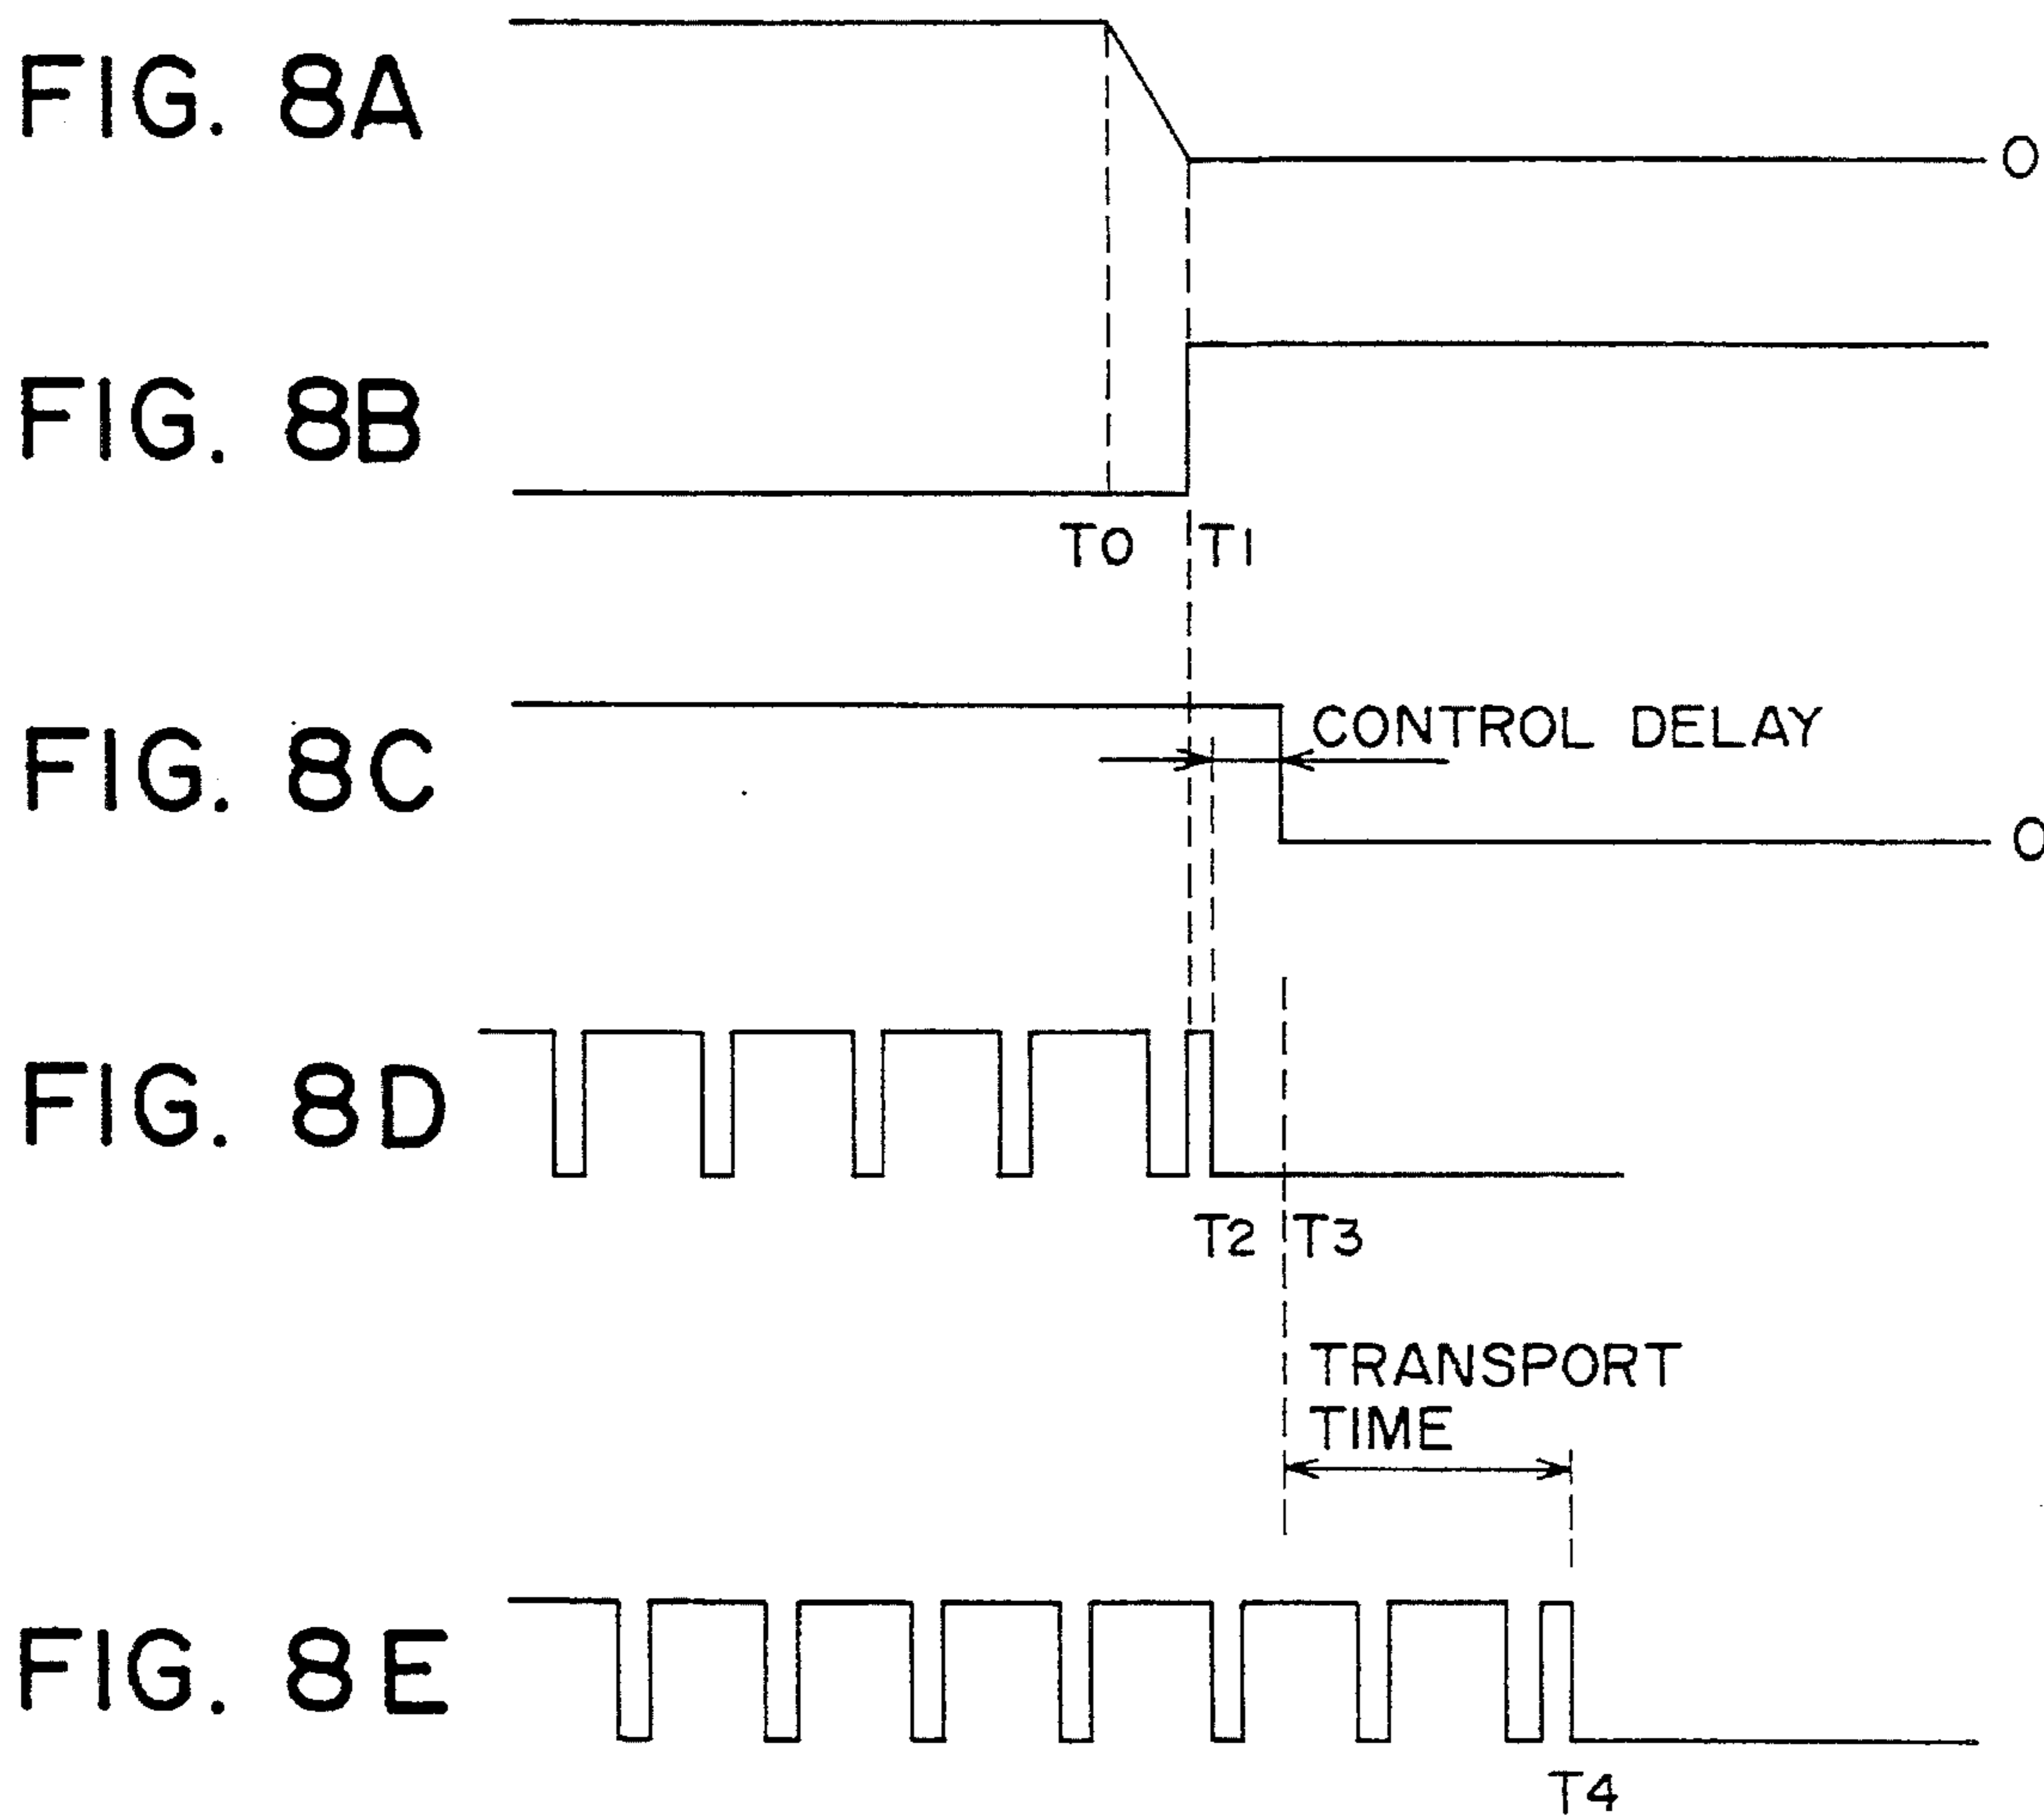 FIG. 8A
O
FIG. 8B
T0 T1
FIG. 8C
CONTROL DELAY
O
FIG. 8D
T2 T3
TRANSPORT
TIME
FIG. 8E
T4